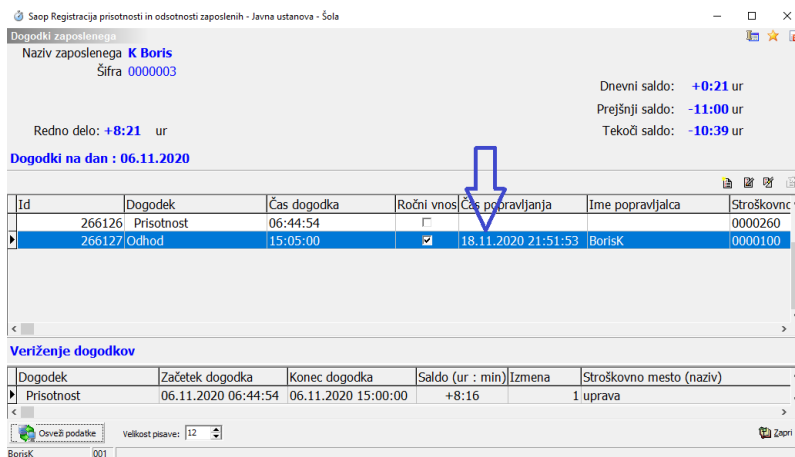 Saop Registracija prisotnosti in odsotnosti zaposlenih - Javna ustanova - Šola
Dogodki zaposlenega
Naziv zaposlenega K Boris
Šifra 0000003
Dnevni saldo: +0:21 ur
Prejšnji saldo: -11:00 ur
Redno delo: +8:21 ur Tekoči saldo: -10:39 ur
Dogodki na dan : 06.11.2020
Id Dogodek Čas dogodka Ročni vnos Čas popravljanja Ime popravljalca Stroškovnc
266126 Prisotnost 06:44:54 0000260
266127 Odhod 15:05:00 18.11.2020 21:51:53 BorisK 0000100
Veriženje dogodkov
Dogodek Začetek dogodka Konec dogodka Saldo (ur : min) Izmena Stroškovno mesto (naziv)
Prisotnost 06.11.2020 06:44:54 06.11.2020 15:00:00 +8:16 1 uprava
Osveži podatke Velikost pisave: 12 Zapri
BorisK 001